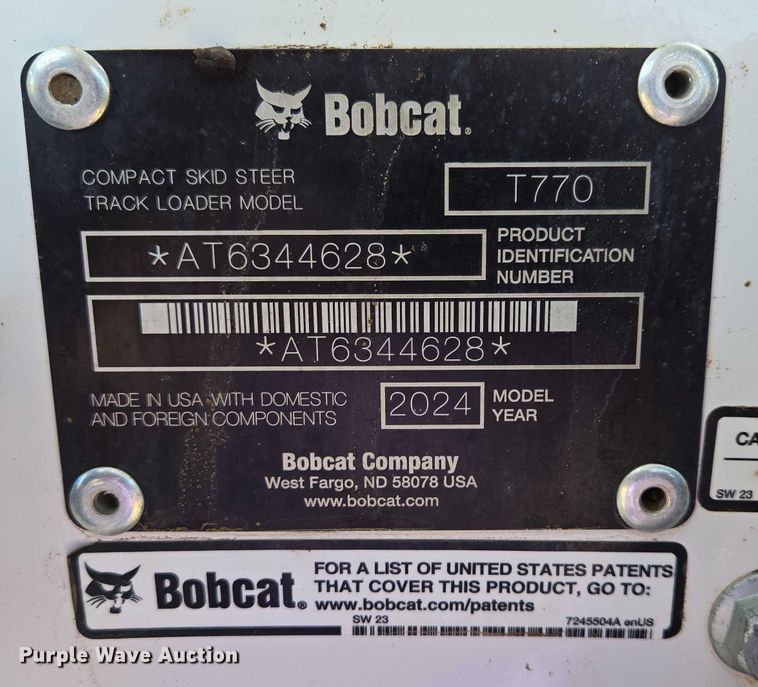 Bobcat.
COMPACT SKID STEER
TRACK LOADER MODEL
T770
*AT6344628*
PRODUCT
IDENTIFICATION
NUMBER
*AT6344628*
MADE IN USA WITH DOMESTIC
AND FOREIGN COMPONENTS
2024
MODEL
YEAR
Bobcat Company
West Fargo, ND 58078 USA
www.bobcat.com
CA
SW 23
Bobcat.
FOR A LIST OF UNITED STATES PATENTS
THAT COVER THIS PRODUCT, GO TO:
www.bobcat.com/patents
SW 23
7245504A enUS
Purple Wave Auction